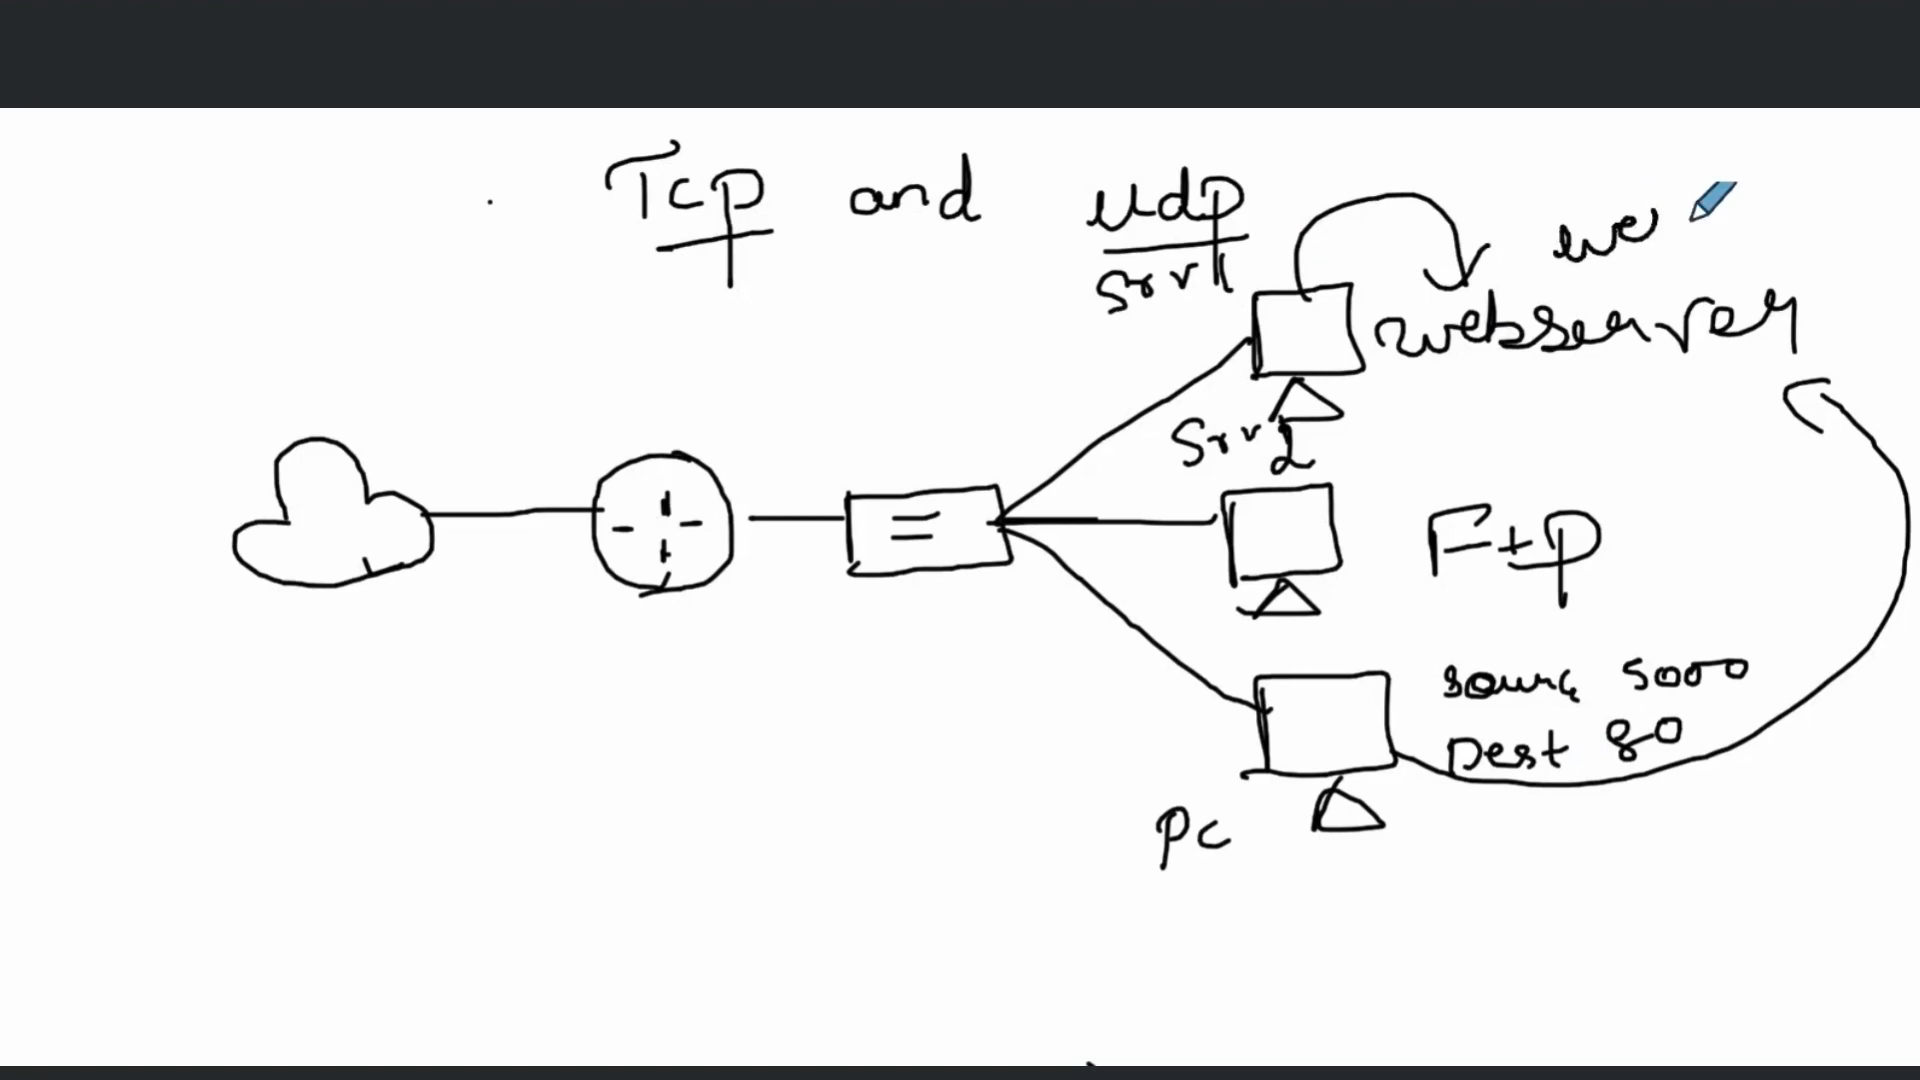 Tcp and udp
Srv1
we
webserver
Srv2
Ftp
source 5000
Dest 80
PC